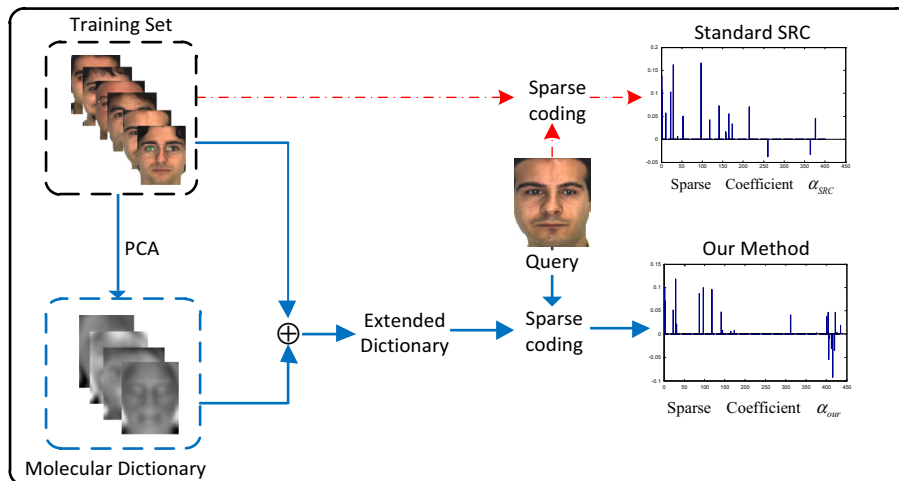 Training Set
Standard SRC
0.2
0.15
0.1
0.05
0
-0.05
0 50 100 150 200 250 300 350 400 450
Sparse Coefficient α_SRC
Sparse
coding
PCA
Query
Our Method
0.15
0.1
0.05
0
-0.05
-0.1
0 50 100 150 200 250 300 350 400 450
Sparse Coefficient α_our
⊕
Extended
Dictionary
Sparse
coding
Molecular Dictionary